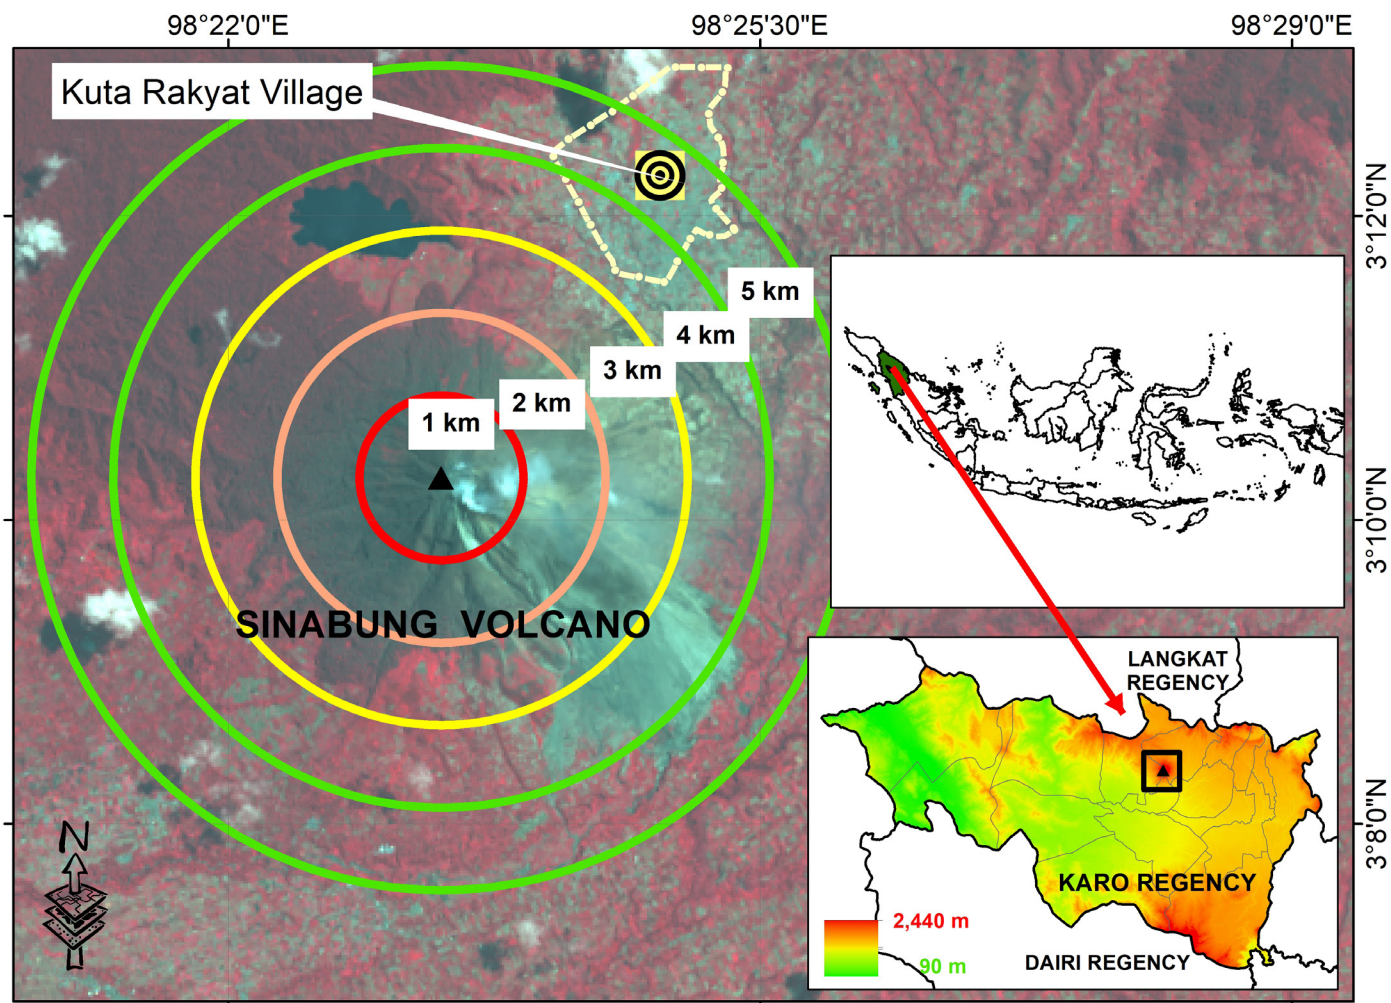 98°22'0"E
98°25'30"E
98°29'0"E
Kuta Rakyat Village
3°12'0"N
5 km
4 km
3 km
2 km
1 km
3°10'0"N
SINABUNG VOLCANO
LANGKAT
REGENCY
3°8'0"N
N
KARO REGENCY
2,440 m
90 m
DAIRI REGENCY